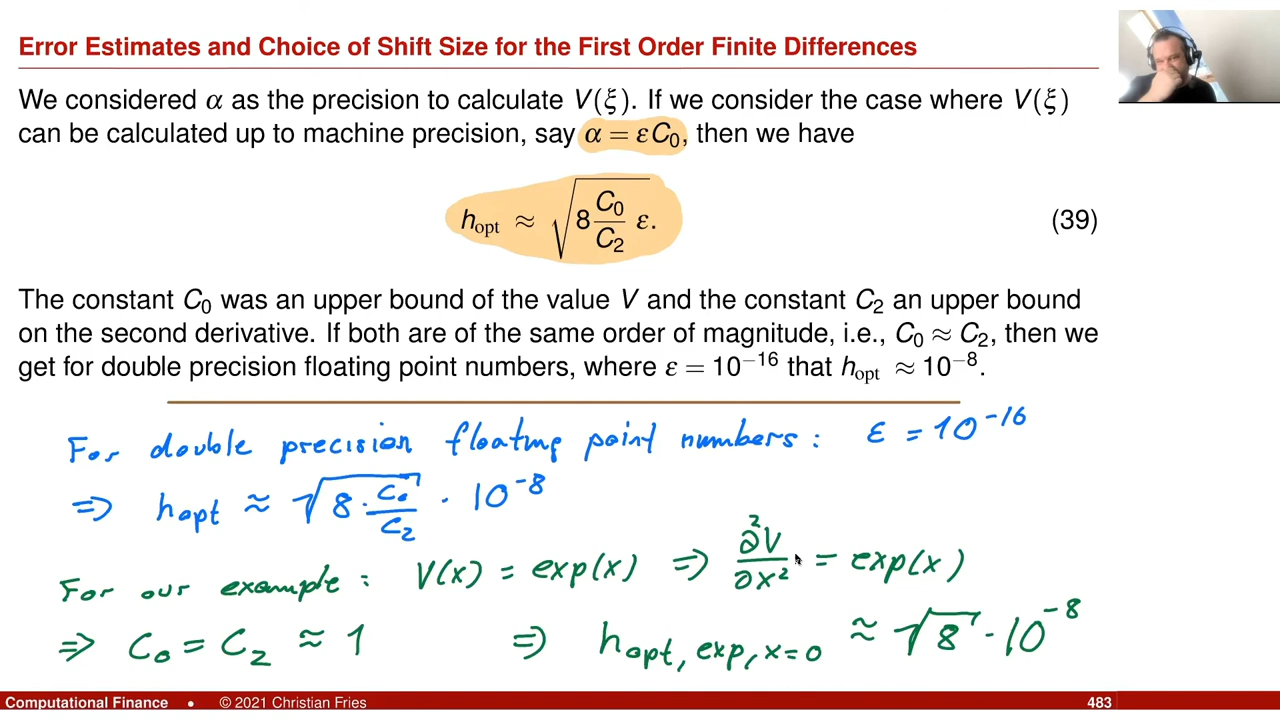 Error Estimates and Choice of Shift Size for the First Order Finite Differences
We considered α as the precision to calculate V(ξ). If we consider the case where V(ξ)
can be calculated up to machine precision, say α = εC₀, then we have
h_opt ≈ √(8 C₀/C₂ ε). (39)
The constant C₀ was an upper bound of the value V and the constant C₂ an upper bound
on the second derivative. If both are of the same order of magnitude, i.e., C₀ ≈ C₂, then we
get for double precision floating point numbers, where ε = 10⁻¹⁶ that h_opt ≈ 10⁻⁸.
For double precision floating point numbers: ε = 10⁻¹⁶
⇒ h_opt ≈ √(8 · C₀/C₂) · 10⁻⁸
For our example: V(x) = exp(x) ⇒ ∂²V/∂x² = exp(x)
⇒ C₀ = C₂ ≈ 1 ⇒ h_opt, exp, x=0 ≈ √8 · 10⁻⁸
Computational Finance • © 2021 Christian Fries 483